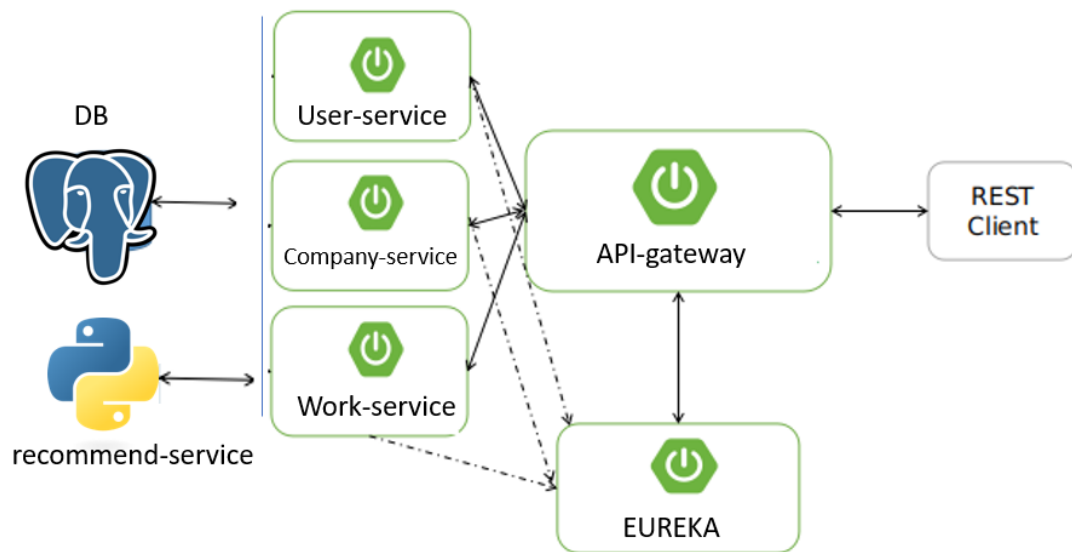 DB
User-service
Company-service
Work-service
recommend-service
API-gateway
EUREKA
REST
Client